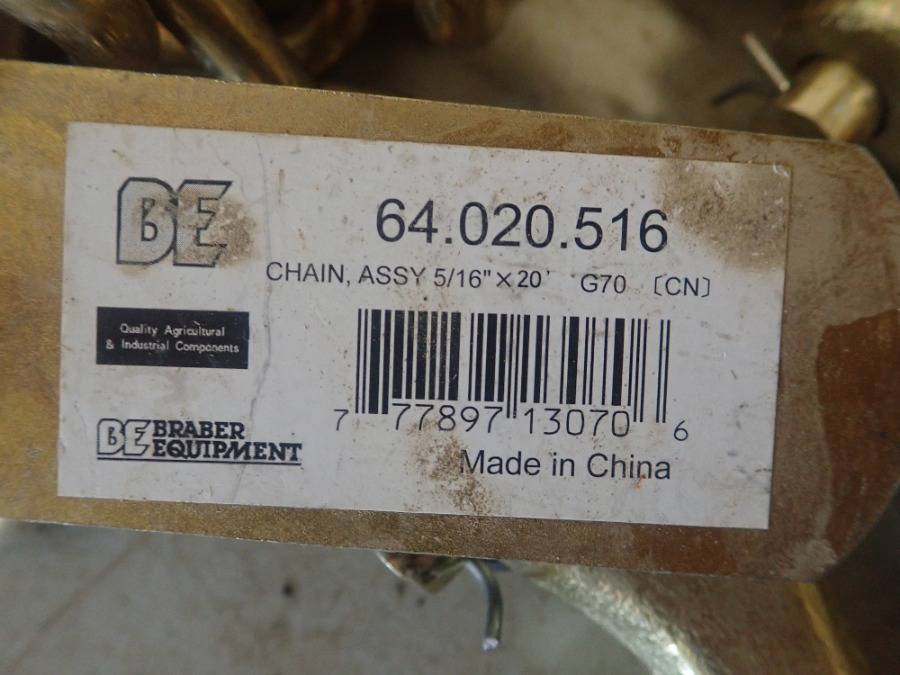 BE
64.020.516
CHAIN, ASSY 5/16" × 20' G70 〔CN〕
Quality Agricultural
& Industrial Components
7 77897 13070 6
BE BRABER
EQUIPMENT
Made in China